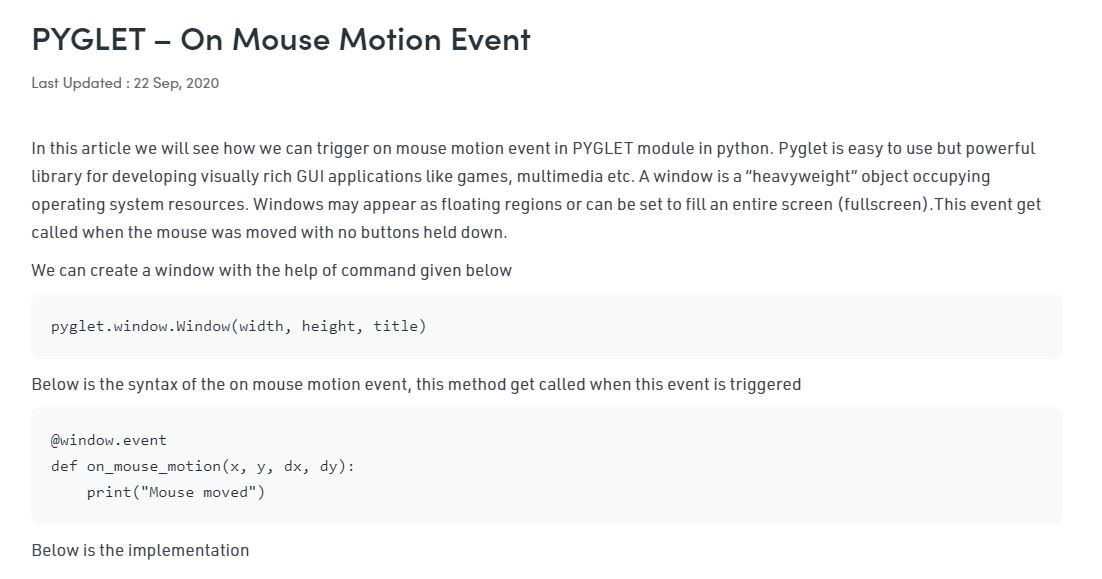 PYGLET – On Mouse Motion Event
Last Updated : 22 Sep, 2020
In this article we will see how we can trigger on mouse motion event in PYGLET module in python. Pyglet is easy to use but powerful
library for developing visually rich GUI applications like games, multimedia etc. A window is a “heavyweight” object occupying
operating system resources. Windows may appear as floating regions or can be set to fill an entire screen (fullscreen).This event get
called when the mouse was moved with no buttons held down.
We can create a window with the help of command given below
pyglet.window.Window(width, height, title)
Below is the syntax of the on mouse motion event, this method get called when this event is triggered
@window.event
def on_mouse_motion(x, y, dx, dy):
    print("Mouse moved")
Below is the implementation